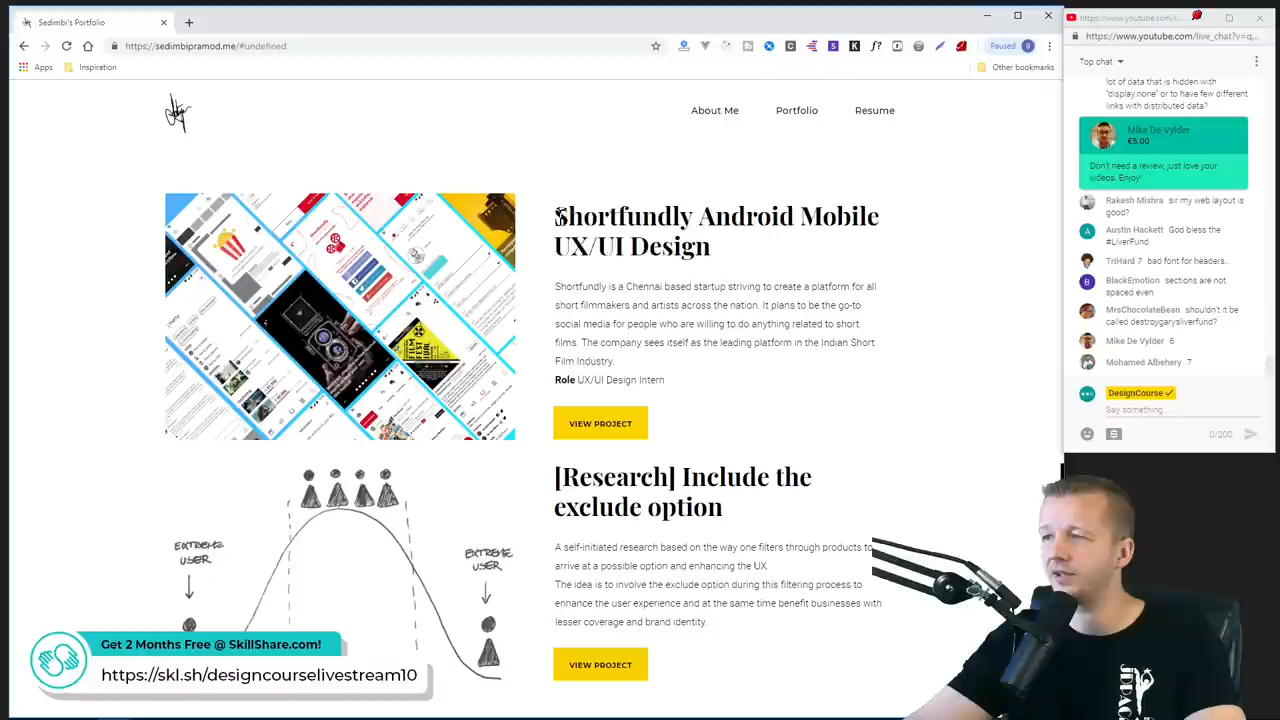 Sedimbi's Portfolio
https://www.youtube.com/li
https://sedimbipramod.me/#undefined
Paused
https://www.youtube.com/live_chat?v=q...
Apps
Inspiration
Other bookmarks
Top chat
About Me
Portfolio
Resume
lot of data that is hidden with
"display:none" or to have few different
links with distributed data?
Mike De Vylder
€5.00
Don't need a review, just love your
videos. Enjoy!
Rakesh Mishra sir my web layout is
good?
Austin Hackett God bless the
#LiverFund
TriHard 7 bad font for headers..
BlackEmotion sections are not
spaced even
MrsChocolateBean shouldn't it be
called destroygarysliverfund?
Mike De Vylder 6
Mohamed Albehery 7
DesignCourse
Say something...
0/200
Shortfundly Android Mobile
UX/UI Design
Shortfundly is a Chennai based startup striving to create a platform for all
short filmmakers and artists across the nation. It plans to be the go-to
social media for people who are willing to do anything related to short
films. The company sees itself as the leading platform in the Indian Short
Film Industry.
Role UX/UI Design Intern
VIEW PROJECT
EXTREME
USER
EXTREME
USER
[Research] Include the
exclude option
A self-initiated research based on the way one filters through products to
arrive at a possible option and enhancing the UX.
The idea is to involve the exclude option during this filtering process to
enhance the user experience and at the same time benefit businesses with
lesser coverage and brand identity.
VIEW PROJECT
Get 2 Months Free @ SkillShare.com!
https://skl.sh/designcourselivestream10